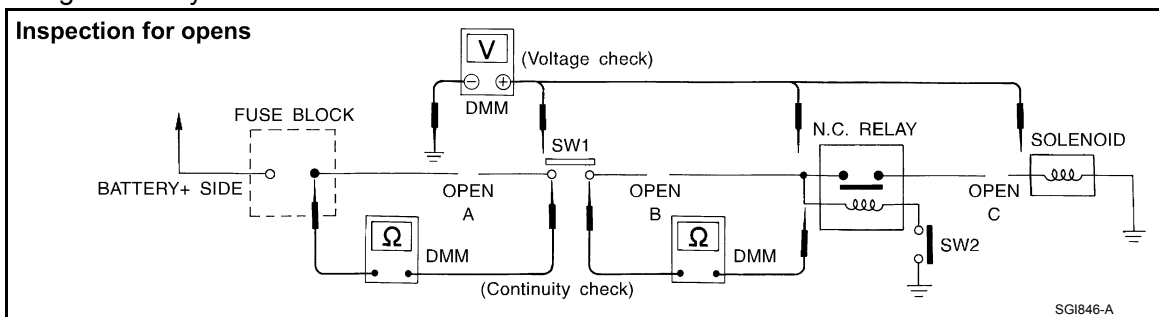 Inspection for opens
V
(Voltage check)
DMM
FUSE BLOCK
N.C. RELAY
SW1
SOLENOID
BATTERY+ SIDE
OPEN
A
OPEN
B
OPEN
C
Ω
DMM
Ω
DMM
SW2
(Continuity check)
SGI846-A